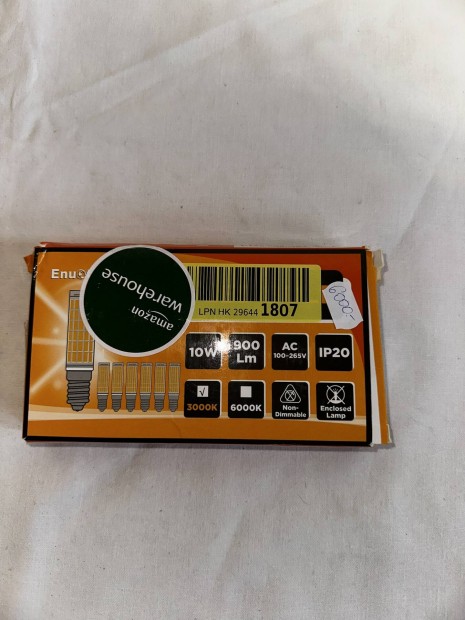 amazon
warehouse
LPN HK 29644 1807
6000-
10W
900
Lm
AC
100-265V
IP20
3000K
6000K
Non-
Dimmable
Enclosed
Lamp